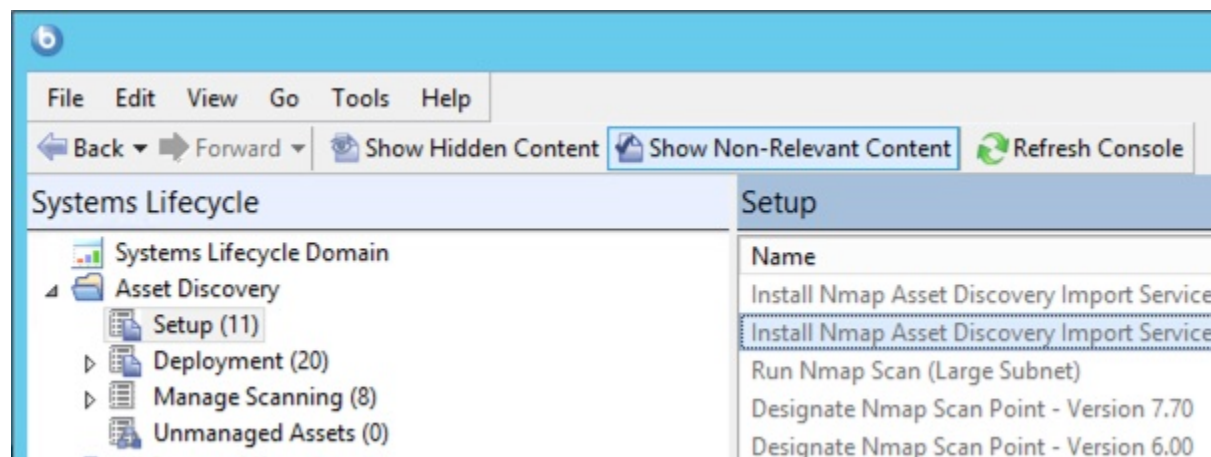 File Edit View Go Tools Help
Back Forward Show Hidden Content Show Non-Relevant Content Refresh Console
Systems Lifecycle
Systems Lifecycle Domain
Asset Discovery
Setup (11)
Deployment (20)
Manage Scanning (8)
Unmanaged Assets (0)
Setup
Name
Install Nmap Asset Discovery Import Service
Install Nmap Asset Discovery Import Service
Run Nmap Scan (Large Subnet)
Designate Nmap Scan Point - Version 7.70
Designate Nmap Scan Point - Version 6.00